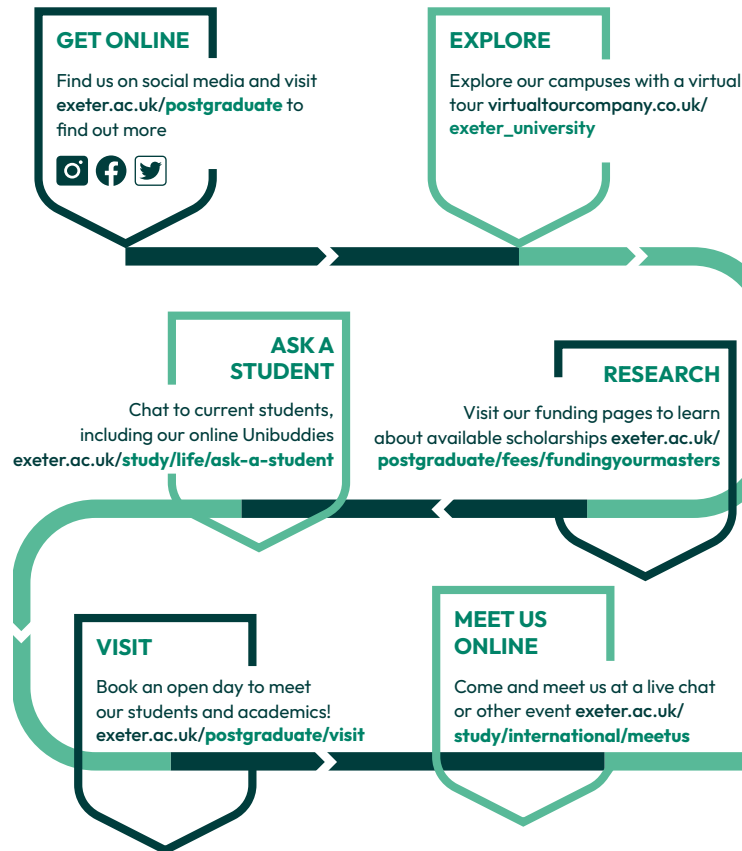 GET ONLINE
Find us on social media and visit
exeter.ac.uk/postgraduate to
find out more
EXPLORE
Explore our campuses with a virtual
tour virtualtourcompany.co.uk/
exeter_university
RESEARCH
Visit our funding pages to learn
about available scholarships exeter.ac.uk/
postgraduate/fees/fundingyourmasters
ASK A
STUDENT
Chat to current students,
including our online Unibuddies
exeter.ac.uk/study/life/ask-a-student
VISIT
Book an open day to meet
our students and academics!
exeter.ac.uk/postgraduate/visit
MEET US
ONLINE
Come and meet us at a live chat
or other event exeter.ac.uk/
study/international/meetus